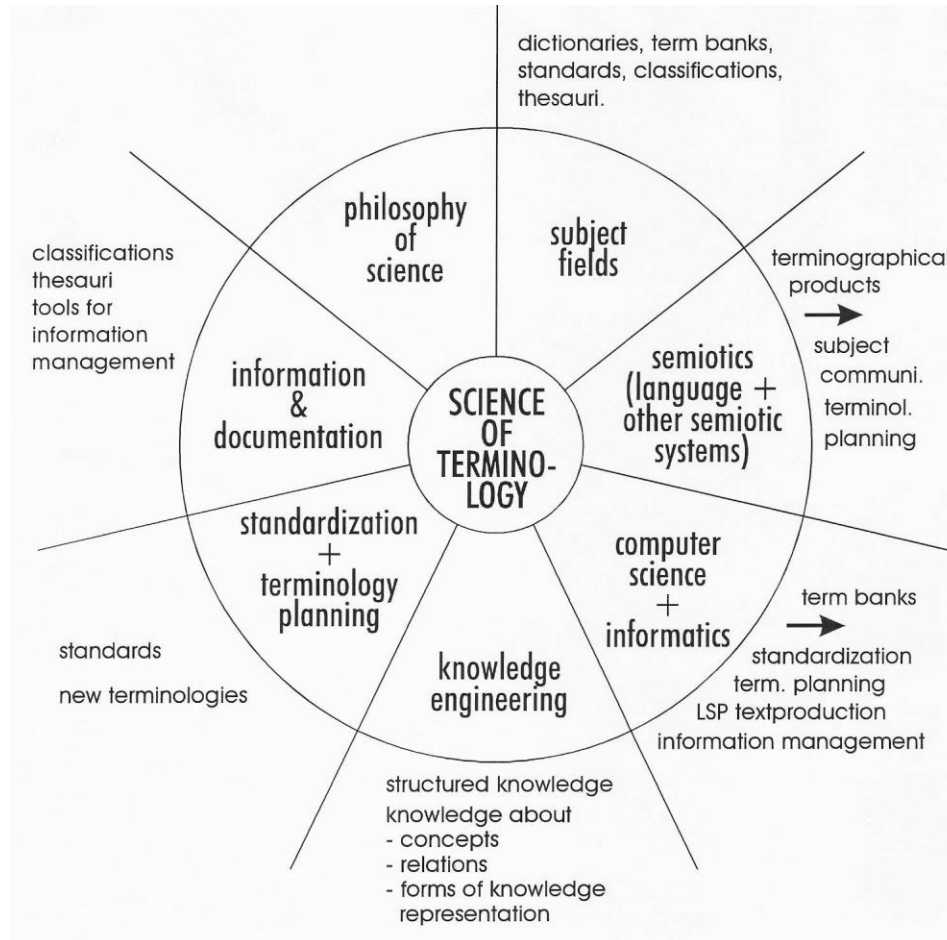 dictionaries, term banks,
standards, classifications,
thesauri.
philosophy
of
science
subject
fields
classifications
thesauri
tools for
information
management
terminographical
products
subject
communi.
terminol.
planning
information
&
documentation
SCIENCE
OF
TERMINO-
LOGY
semiotics
(language +
other semiotic
systems)
standardization
+
terminology
planning
computer
science
+
informatics
knowledge
engineering
standards
new terminologies
term banks
standardization
term. planning
LSP textproduction
information management
structured knowledge
knowledge about
- concepts
- relations
- forms of knowledge
representation